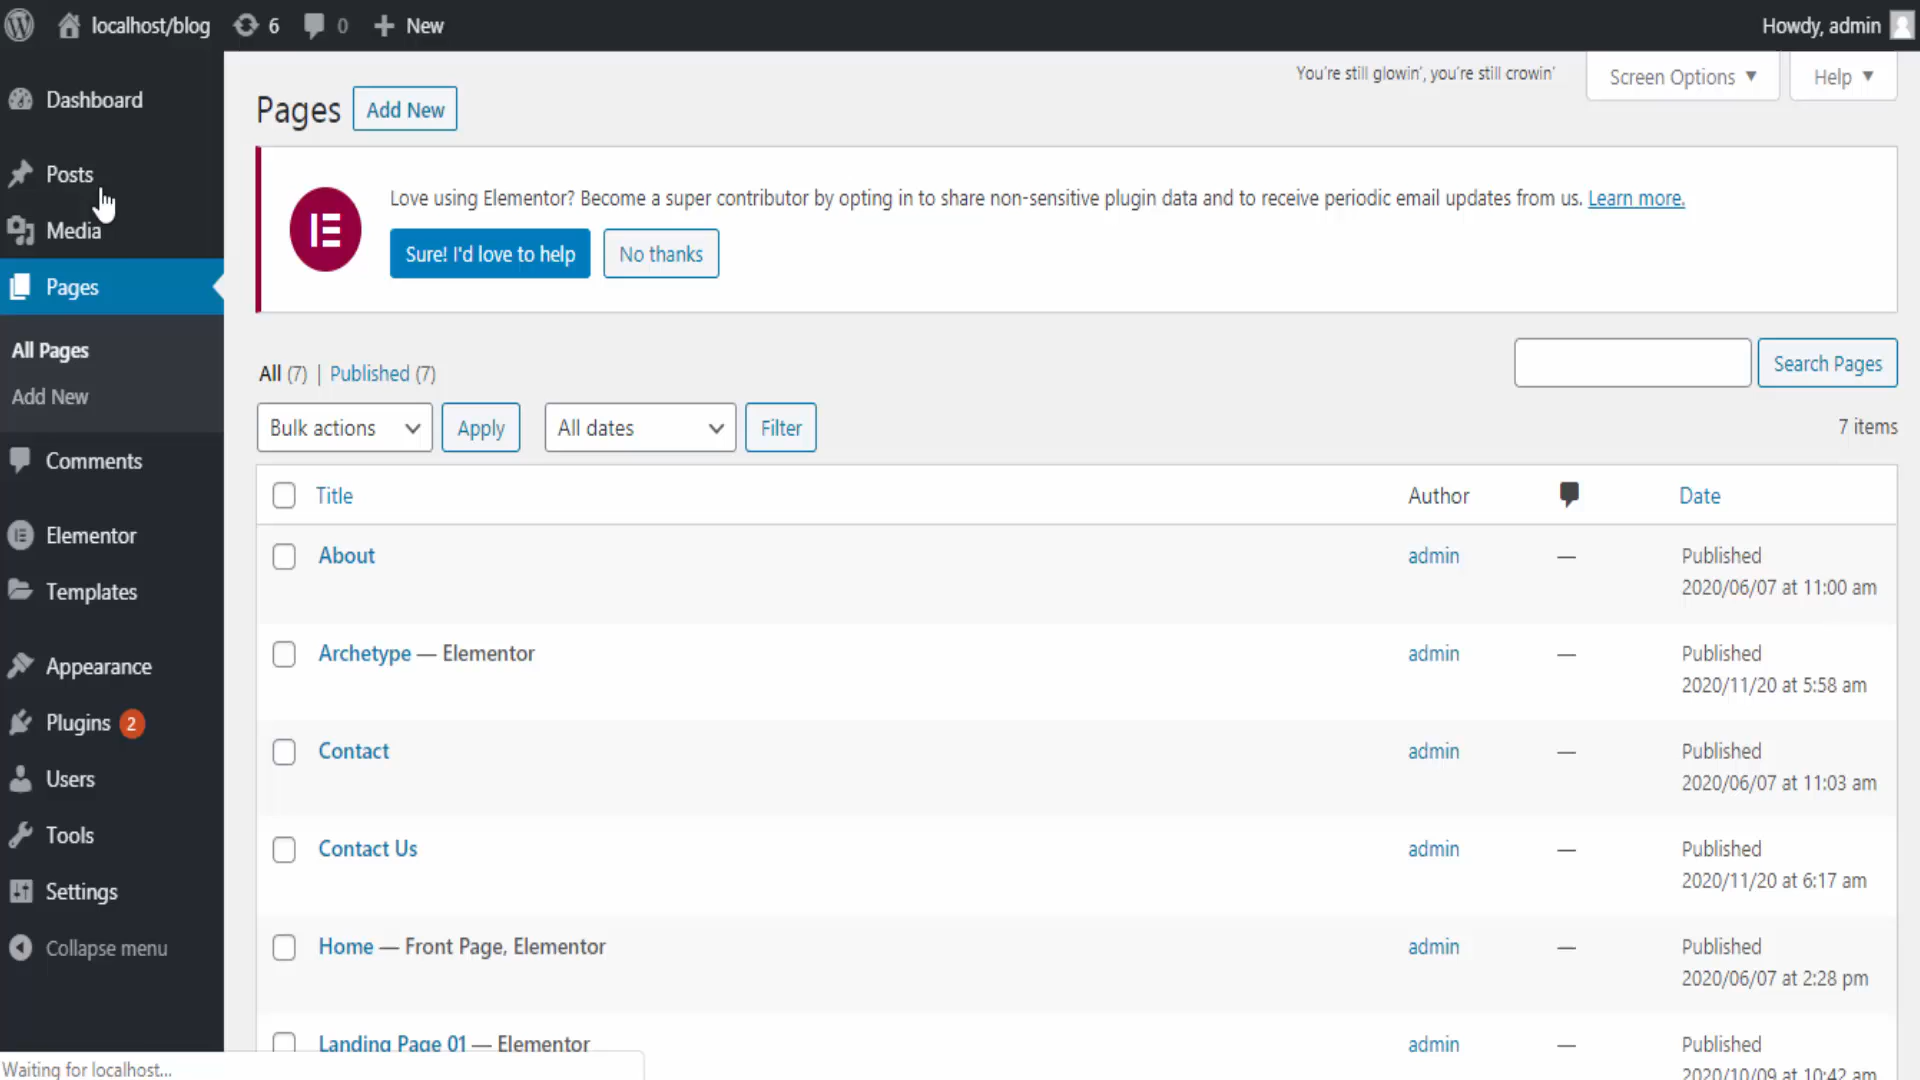 localhost/blog 6 0 New Howdy, admin
You're still glowin', you're still crowin' Screen Options Help
Dashboard
Posts
Media
Pages
All Pages
Add New
Comments
Elementor
Templates
Appearance
Plugins 2
Users
Tools
Settings
Collapse menu
Pages Add New
Love using Elementor? Become a super contributor by opting in to share non-sensitive plugin data and to receive periodic email updates from us. Learn more.
Sure! I'd love to help No thanks
All (7) | Published (7)
Search Pages
Bulk actions Apply All dates Filter 7 items
Title Author Date
About admin — Published
2020/06/07 at 11:00 am
Archetype — Elementor admin — Published
2020/11/20 at 5:58 am
Contact admin — Published
2020/06/07 at 11:03 am
Contact Us admin — Published
2020/11/20 at 6:17 am
Home — Front Page, Elementor admin — Published
2020/06/07 at 2:28 pm
Landing Page 01 — Elementor admin — Published
2020/10/09 at 10:42 am
Waiting for localhost...